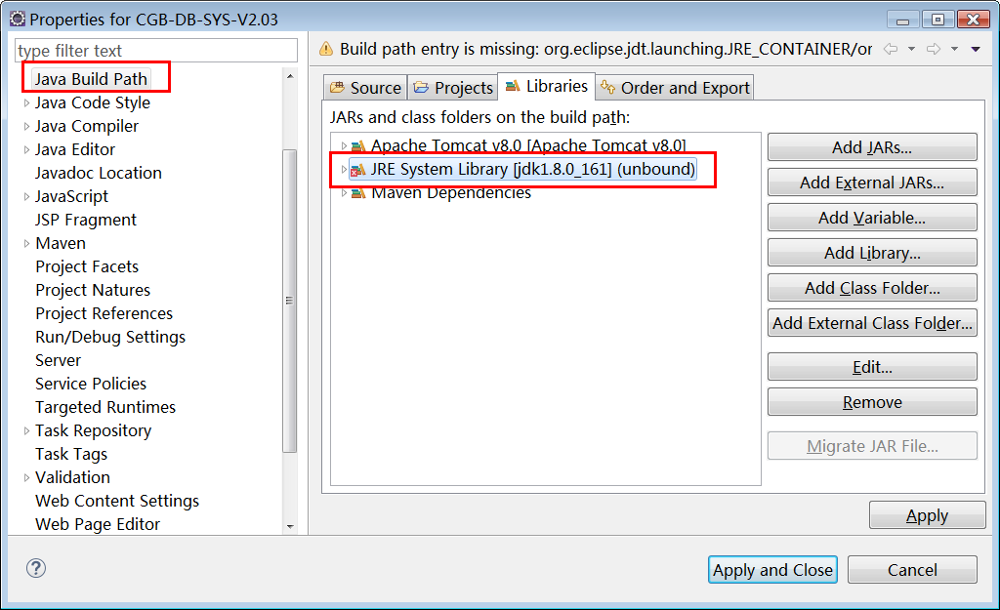 Properties for CGB-DB-SYS-V2.03
type filter text
Java Build Path
Java Code Style
Java Compiler
Java Editor
Javadoc Location
JavaScript
JSP Fragment
Maven
Project Facets
Project Natures
Project References
Run/Debug Settings
Server
Service Policies
Targeted Runtimes
Task Repository
Task Tags
Validation
Web Content Settings
Web Page Editor
Build path entry is missing: org.eclipse.jdt.launching.JRE_CONTAINER/or
Source Projects Libraries Order and Export
JARs and class folders on the build path:
Apache Tomcat v8.0 [Apache Tomcat v8.0]
JRE System Library [jdk1.8.0_161] (unbound)
Maven Dependencies
Add JARs...
Add External JARs...
Add Variable...
Add Library...
Add Class Folder...
Add External Class Folder...
Edit...
Remove
Migrate JAR File...
Apply
?
Apply and Close Cancel